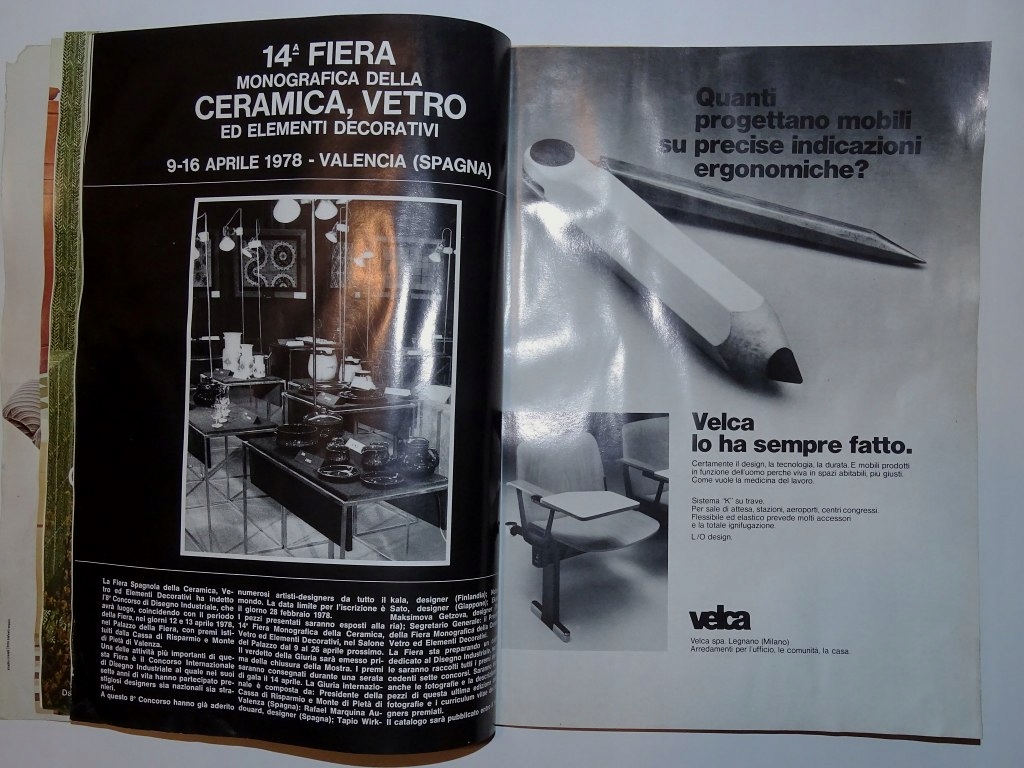 14ª FIERA
MONOGRAFICA DELLA
CERAMICA, VETRO
ED ELEMENTI DECORATIVI
9-16 APRILE 1978 - VALENCIA (SPAGNA)
La Fiera Spagnola della Ceramica, Ve-
tro ed Elementi Decorativi ha indetto
l'8º Concorso di Disegno Industriale, che
avrà luogo, coincidendo con il periodo
della Fiera, nei giorni 12 e 13 aprile 1978,
nel Palazzo della Fiera, con premi isti-
tuiti dalla Cassa di Risparmio e Monte
di Pietà di Valenza.
Una delle attività più importanti di que-
sta Fiera è il Concorso Internazionale
di Disegno Industriale al quale nei suoi
sette anni di vita hanno partecipato pre-
stigiosi designers sia nazionali sia stra-
nieri.
A questo 8º Concorso hanno già aderito
numerosi artisti-designers da tutto il
mondo. La data limite per l'iscrizione è
il giorno 28 febbraio 1978.
I pezzi presentati saranno esposti alla
14ª Fiera Monografica della Ceramica,
Vetro ed Elementi Decorativi, nel Salone
del Palazzo dal 9 al 26 aprile prossimo.
Il verdetto della Giuria sarà emesso pri-
ma della chiusura della Mostra. I premi
saranno consegnati durante una serata
di gala il 14 aprile. La Giuria internazio-
nale è composta da: Presidente della
Cassa di Risparmio e Monte di Pietà di
Valenza (Spagna); Rafael Marquina Au-
douard, designer (Spagna); Tapio Wirk-
kala, designer (Finlandia);
Sato, designer (Giappone);
Maksimova Getzova, designer
ria); Segretario Generale: il
della Fiera Monografica della
Vetro ed Elementi Decorativi.
La Fiera sta preparando un
dedicato al Disegno Industriale,
le saranno raccolti tutti i premi
cedenti sette concorsi. Saranno
anche le fotografie e la
pezzi di questa ultima edizione
fotografie e i curriculum vitae
gners premiati.
Il catalogo sarà pubblicato entro
Quanti
progettano mobili
su precise indicazioni
ergonomiche?
Velca
lo ha sempre fatto.
Certamente il design, la tecnologia, la durata. E mobili prodotti
in funzione dell'uomo perche viva in spazi abitabili, più giusti.
Come vuole la medicina del lavoro.
Sistema "K" su trave.
Per sale di attesa, stazioni, aeroporti, centri congressi.
Flessibile ed elastico prevede molti accessori
e la totale ignifugazione.
L/O design.
velca
Velca spa. Legnano (Milano)
Arredamenti per l'ufficio, le comunità, la casa.